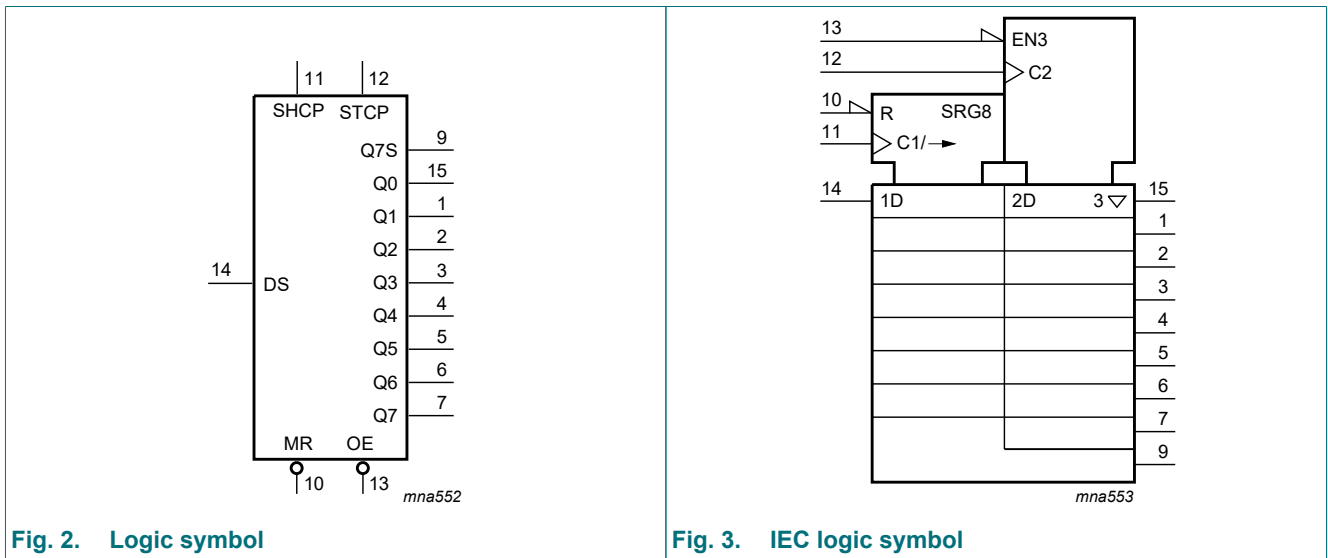 11 12
SHCP STCP
Q7S 9
Q0 15
Q1 1
Q2 2
14 DS Q3 3
Q4 4
Q5 5
Q6 6
Q7 7
MR OE
10 13
mna552
Fig. 2. Logic symbol
13 EN3
12 C2
10 R SRG8
11 C1/→
14 1D 2D 3 ▽ 15
1
2
3
4
5
6
7
9
mna553
Fig. 3. IEC logic symbol